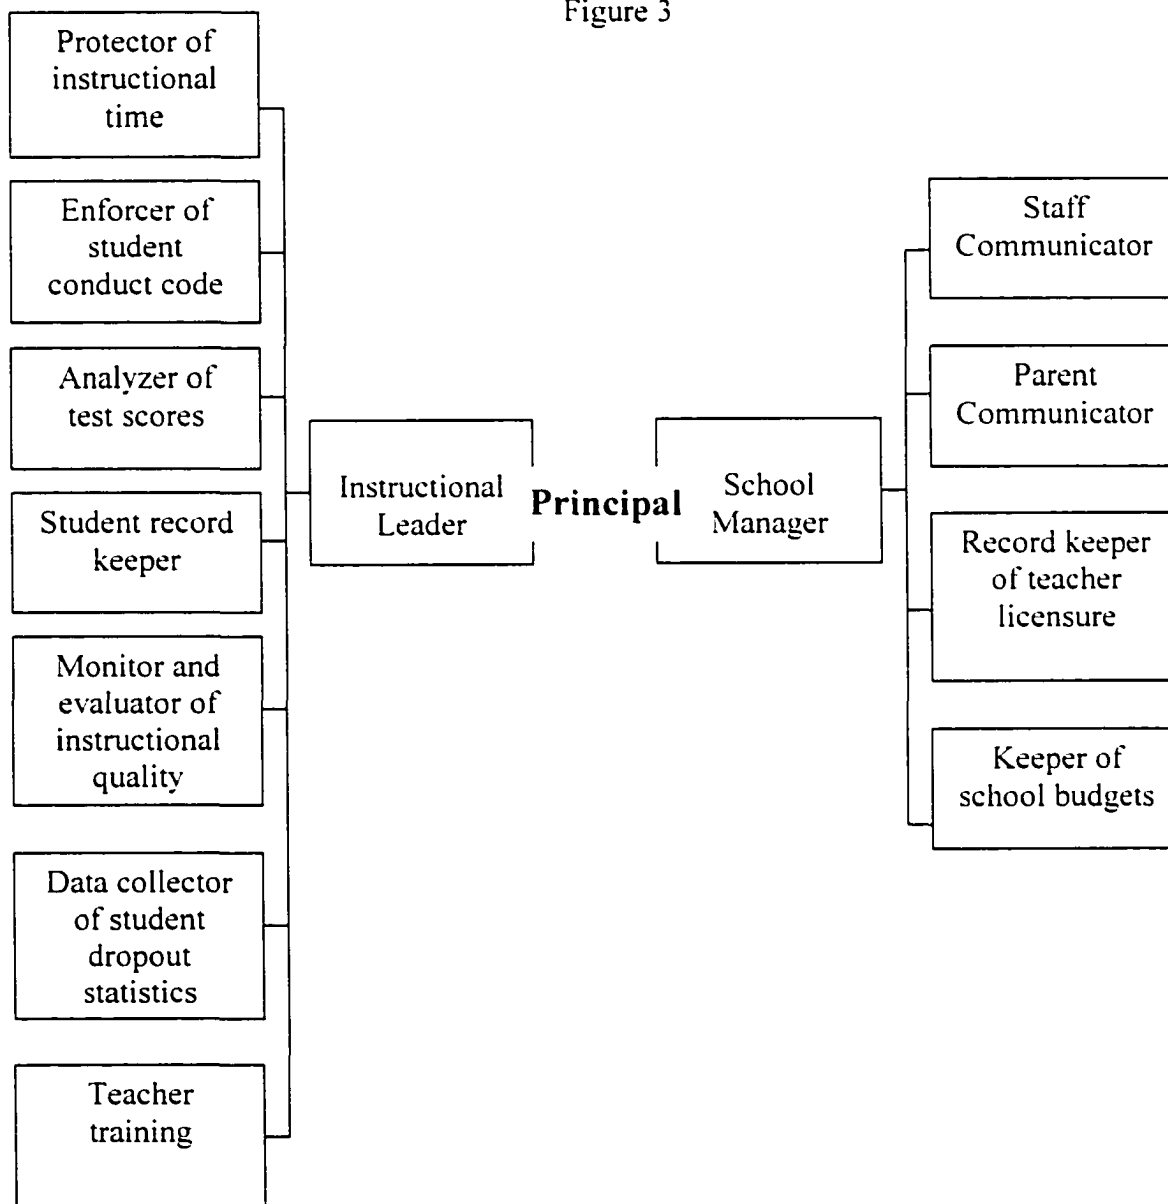 Figure 3
Protector of
instructional
time
Enforcer of
student
conduct code
Analyzer of
test scores
Student record
keeper
Monitor and
evaluator of
instructional
quality
Data collector
of student
dropout
statistics
Teacher
training
Instructional
Leader
Principal
School
Manager
Staff
Communicator
Parent
Communicator
Record keeper
of teacher
licensure
Keeper of
school budgets